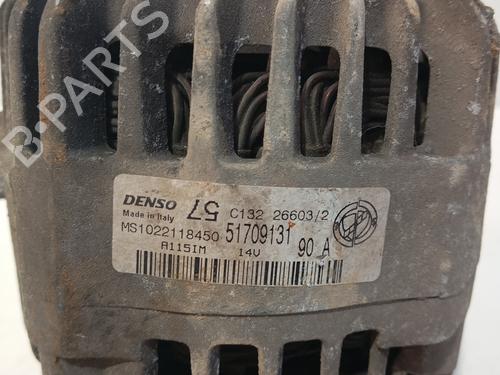 B-PARTS
DENSO 57 C132 26603/2
Made in Italy
MS1022118450 51709131
A115IM 14V 90 A